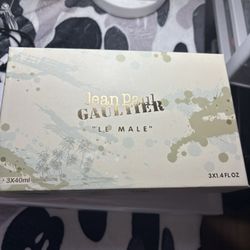 Jean Paul
GAULTIER
"LE MALE"
3X40ml
3X1.4 FL.OZ